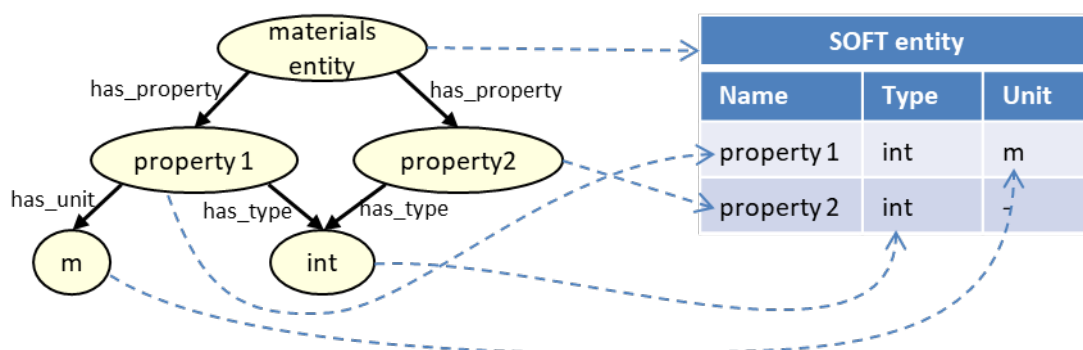 materials
entity
has_property
has_property
property 1
property2
has_unit
has_type
has_type
m
int
SOFT entity
Name Type Unit
property 1 int m
property 2 int -